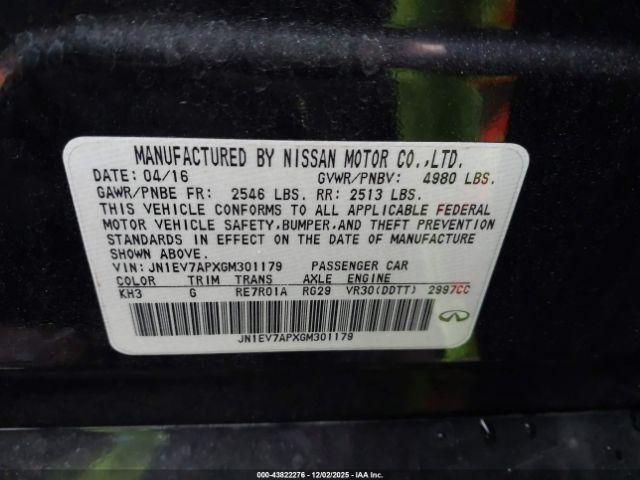 MANUFACTURED BY NISSAN MOTOR CO.,LTD.
DATE: 04/16 GVWR/PNBV: 4980 LBS.
GAWR/PNBE FR: 2546 LBS. RR: 2513 LBS.
THIS VEHICLE CONFORMS TO ALL APPLICABLE FEDERAL
MOTOR VEHICLE SAFETY,BUMPER,AND THEFT PREVENTION
STANDARDS IN EFFECT ON THE DATE OF MANUFACTURE
SHOWN ABOVE.
VIN: JN1EV7APXGM301179 PASSENGER CAR
COLOR TRIM TRANS AXLE ENGINE
KH3 G RE7R01A RG29 VR30(DDTT) 2997CC
JN1EV7APXGM301179
000-43822276 - 12/02/2025 - IAA Inc.